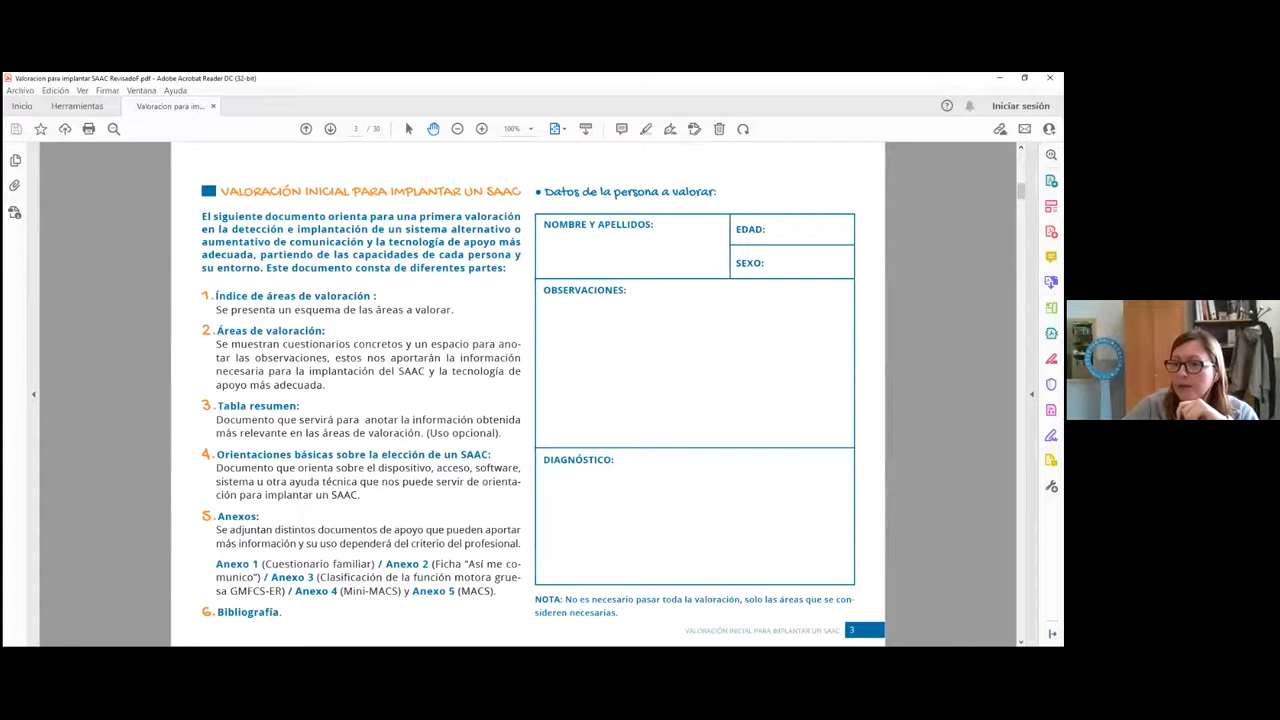 Valoracion para implantar SAAC RevisadoF.pdf - Adobe Acrobat Reader DC (32-bit)
Archivo Edición Ver Firmar Ventana Ayuda
Inicio Herramientas Valoracion para im... × Iniciar sesión
3 / 30 100%
VALORACIÓN INICIAL PARA IMPLANTAR UN SAAC
El siguiente documento orienta para una primera valoración
en la detección e implantación de un sistema alternativo o
aumentativo de comunicación y la tecnología de apoyo más
adecuada, partiendo de las capacidades de cada persona y
su entorno. Este documento consta de diferentes partes:
1. Índice de áreas de valoración :
Se presenta un esquema de las áreas a valorar.
2. Áreas de valoración:
Se muestran cuestionarios concretos y un espacio para ano-
tar las observaciones, estos nos aportarán la información
necesaria para la implantación del SAAC y la tecnología de
apoyo más adecuada.
3. Tabla resumen:
Documento que servirá para anotar la información obtenida
más relevante en las áreas de valoración. (Uso opcional).
4. Orientaciones básicas sobre la elección de un SAAC:
Documento que orienta sobre el dispositivo, acceso, software,
sistema u otra ayuda técnica que nos puede servir de orienta-
ción para implantar un SAAC.
5. Anexos:
Se adjuntan distintos documentos de apoyo que pueden aportar
más información y su uso dependerá del criterio del profesional.
Anexo 1 (Cuestionario familiar) / Anexo 2 (Ficha “Así me co-
munico”) / Anexo 3 (Clasificación de la función motora grue-
sa GMFCS-ER) / Anexo 4 (Mini-MACS) y Anexo 5 (MACS).
6. Bibliografía.
• Datos de la persona a valorar:
NOMBRE Y APELLIDOS:
EDAD:
SEXO:
OBSERVACIONES:
DIAGNÓSTICO:
NOTA: No es necesario pasar toda la valoración, solo las áreas que se con-
sideren necesarias.
VALORACIÓN INICIAL PARA IMPLANTAR UN SAAC 3